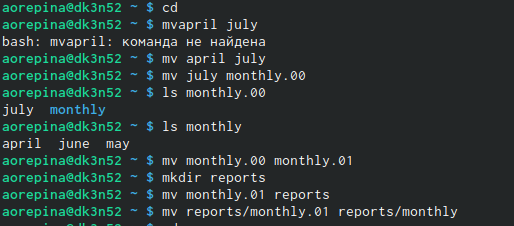 aorepina@dk3n52 ~ $ cd
aorepina@dk3n52 ~ $ mvapril july
bash: mvapril: команда не найдена
aorepina@dk3n52 ~ $ mv april july
aorepina@dk3n52 ~ $ mv july monthly.00
aorepina@dk3n52 ~ $ ls monthly.00
july  monthly
aorepina@dk3n52 ~ $ ls monthly
april  june  may
aorepina@dk3n52 ~ $ mv monthly.00 monthly.01
aorepina@dk3n52 ~ $ mkdir reports
aorepina@dk3n52 ~ $ mv monthly.01 reports
aorepina@dk3n52 ~ $ mv reports/monthly.01 reports/monthly